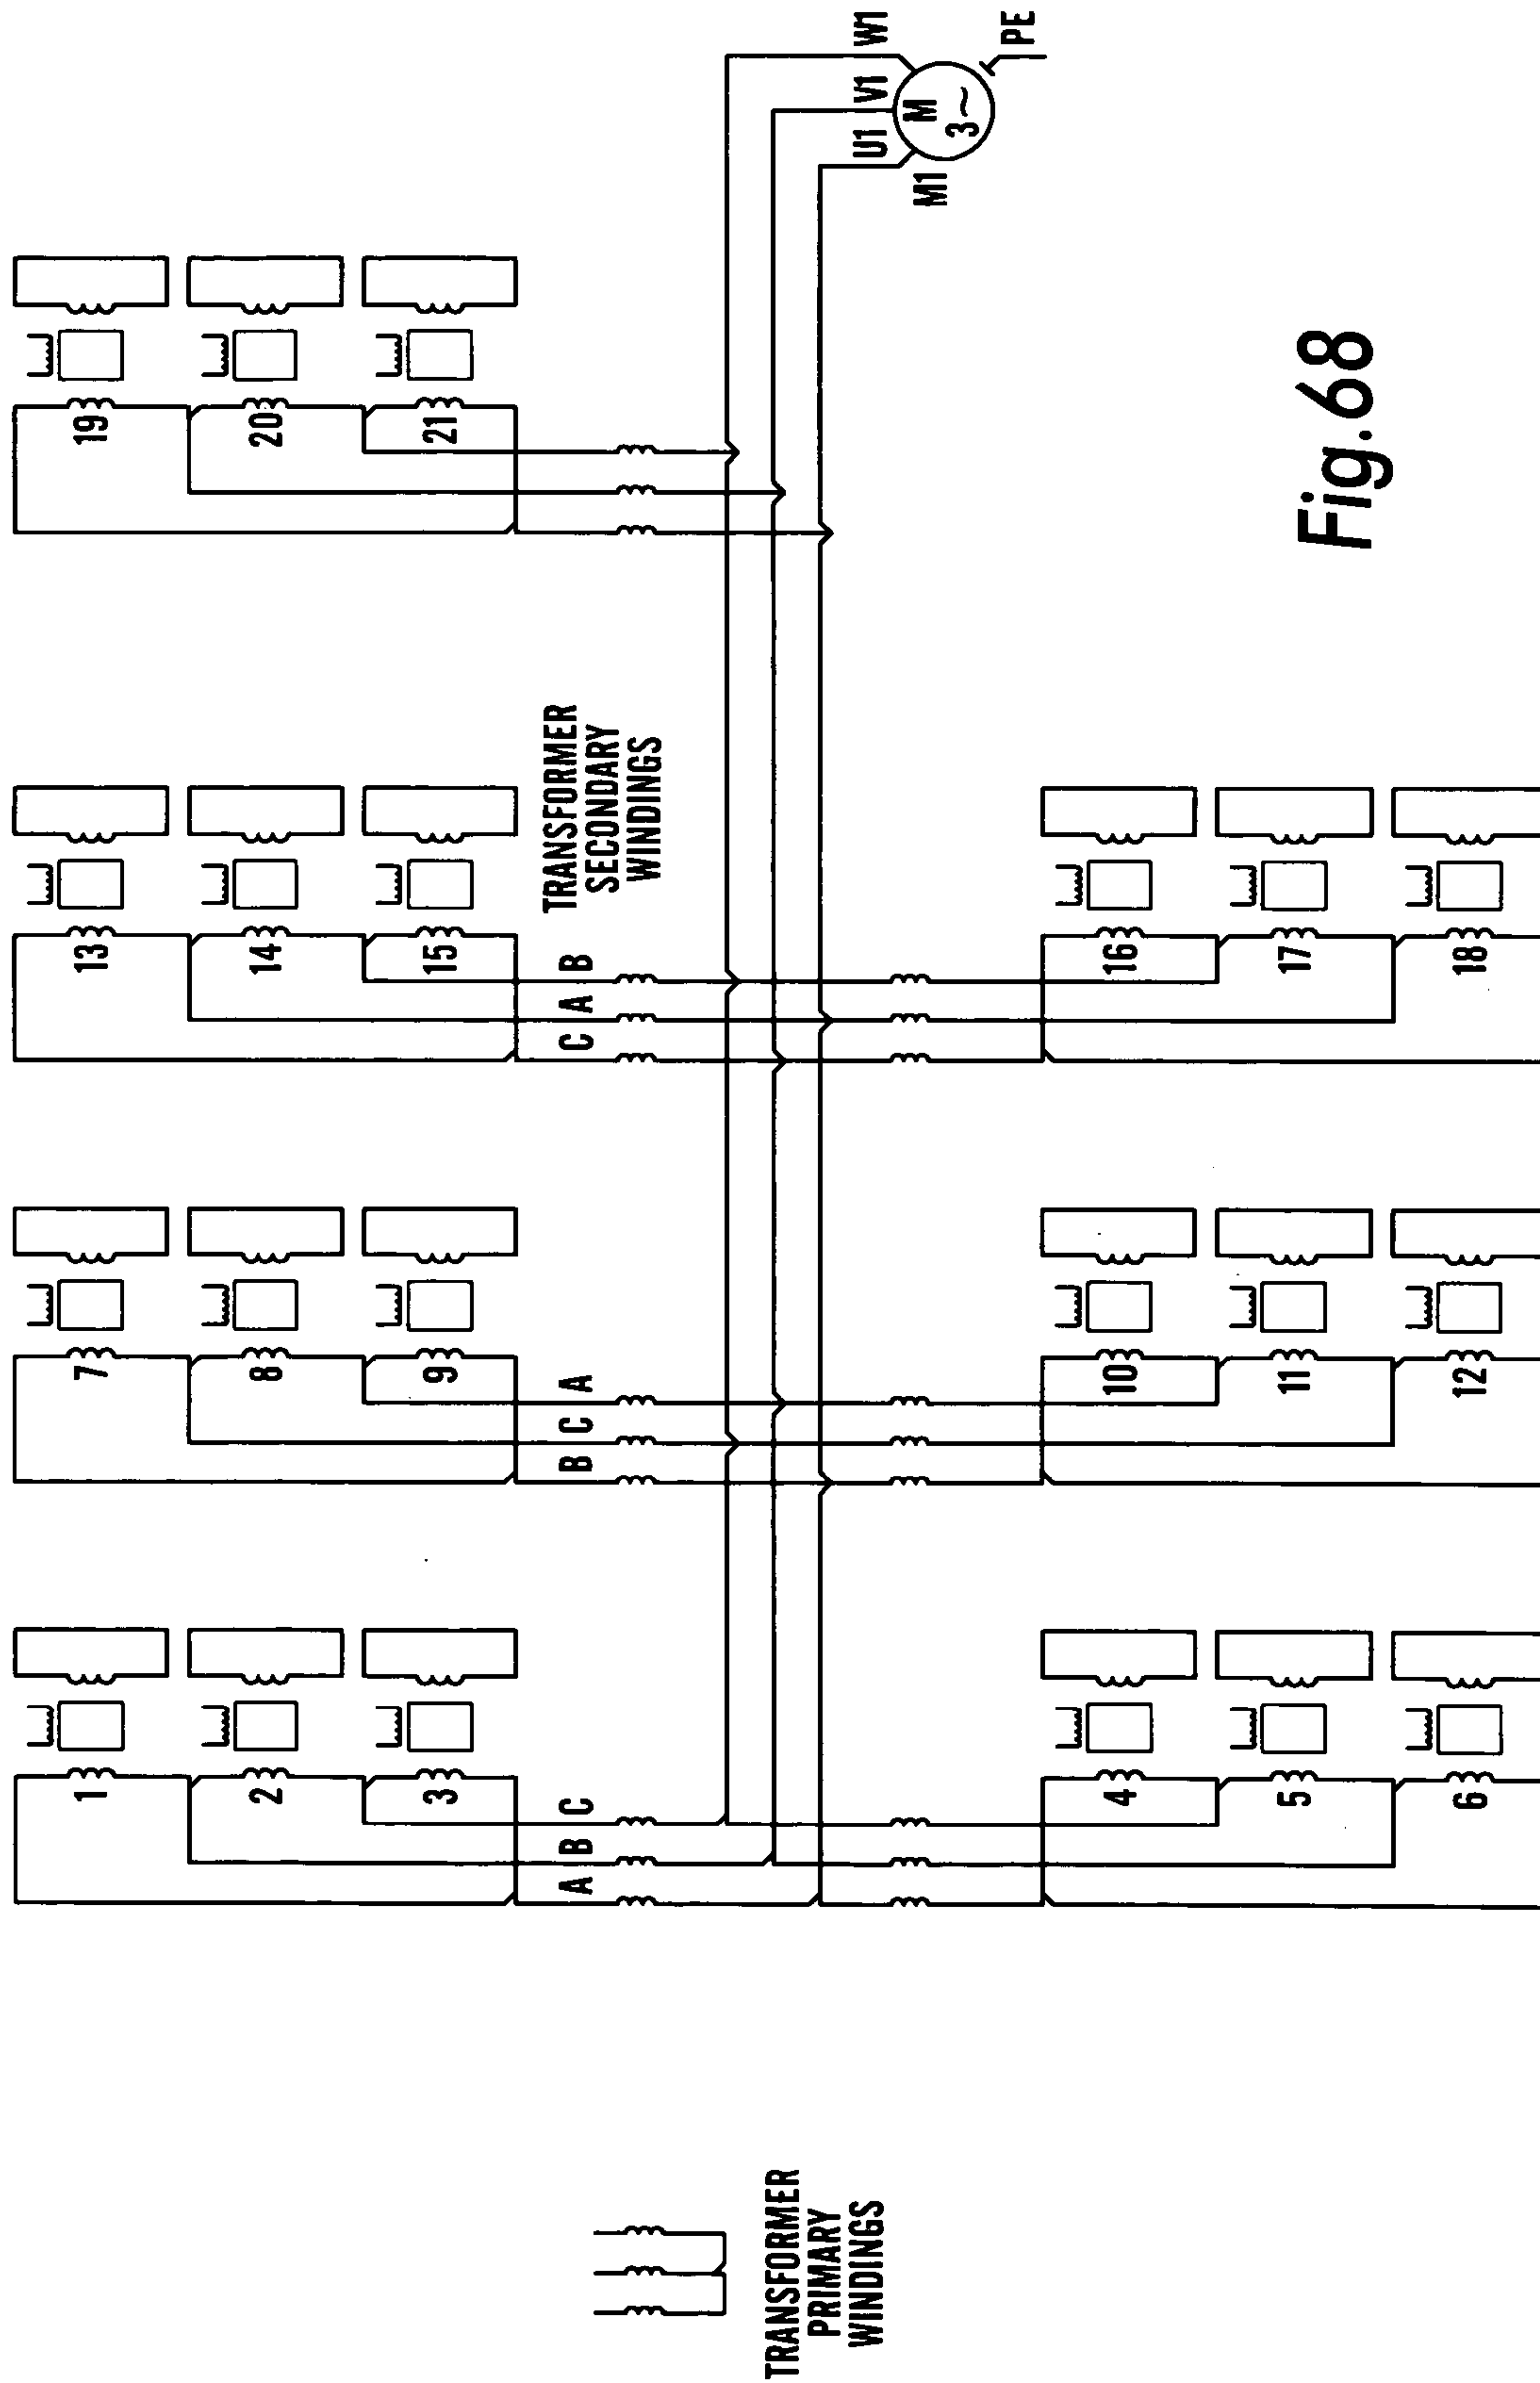 1
2
3
4
5
6
A B C
7
8
9
10
11
12
B C A
13
14
15
16
17
18
C A B
19
20
21
TRANSFORMER
PRIMARY
WINDINGS
TRANSFORMER
SECONDARY
WINDINGS
U1 V1 W1
M1
M
3~
PE
Fig.68